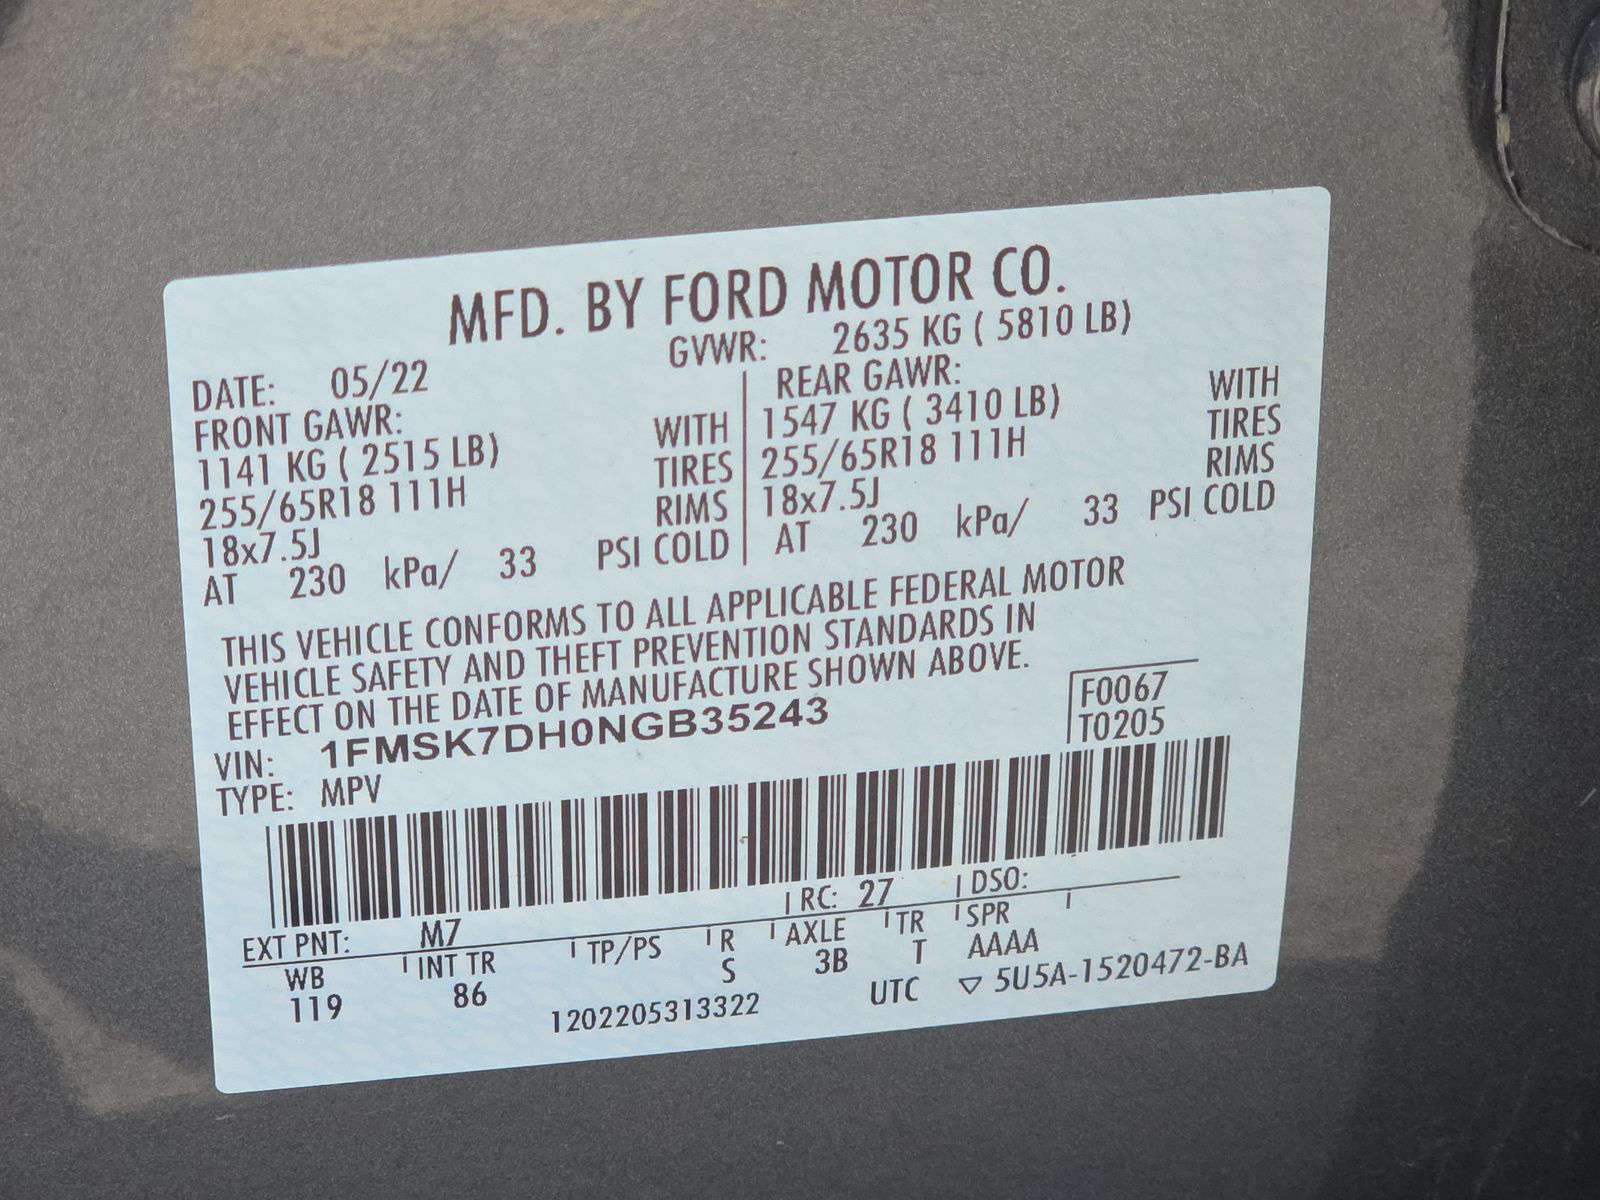 MFD. BY FORD MOTOR CO.
DATE: 05/22 GVWR: 2635 KG ( 5810 LB)
FRONT GAWR: REAR GAWR:
1141 KG ( 2515 LB) WITH 1547 KG ( 3410 LB) WITH
255/65R18 111H TIRES 255/65R18 111H TIRES
18x7.5J RIMS 18x7.5J RIMS
AT 230 kPa/ 33 PSI COLD AT 230 kPa/ 33 PSI COLD
THIS VEHICLE CONFORMS TO ALL APPLICABLE FEDERAL MOTOR
VEHICLE SAFETY AND THEFT PREVENTION STANDARDS IN
EFFECT ON THE DATE OF MANUFACTURE SHOWN ABOVE.
VIN: 1FMSK7DH0NGB35243 F0067
TYPE: MPV T0205
EXT PNT: M7 RC: 27 DSO:
WB INT TR TP/PS R AXLE TR SPR
119 86 S 3B T AAAA
1202205313322 UTC ▽ 5U5A-1520472-BA